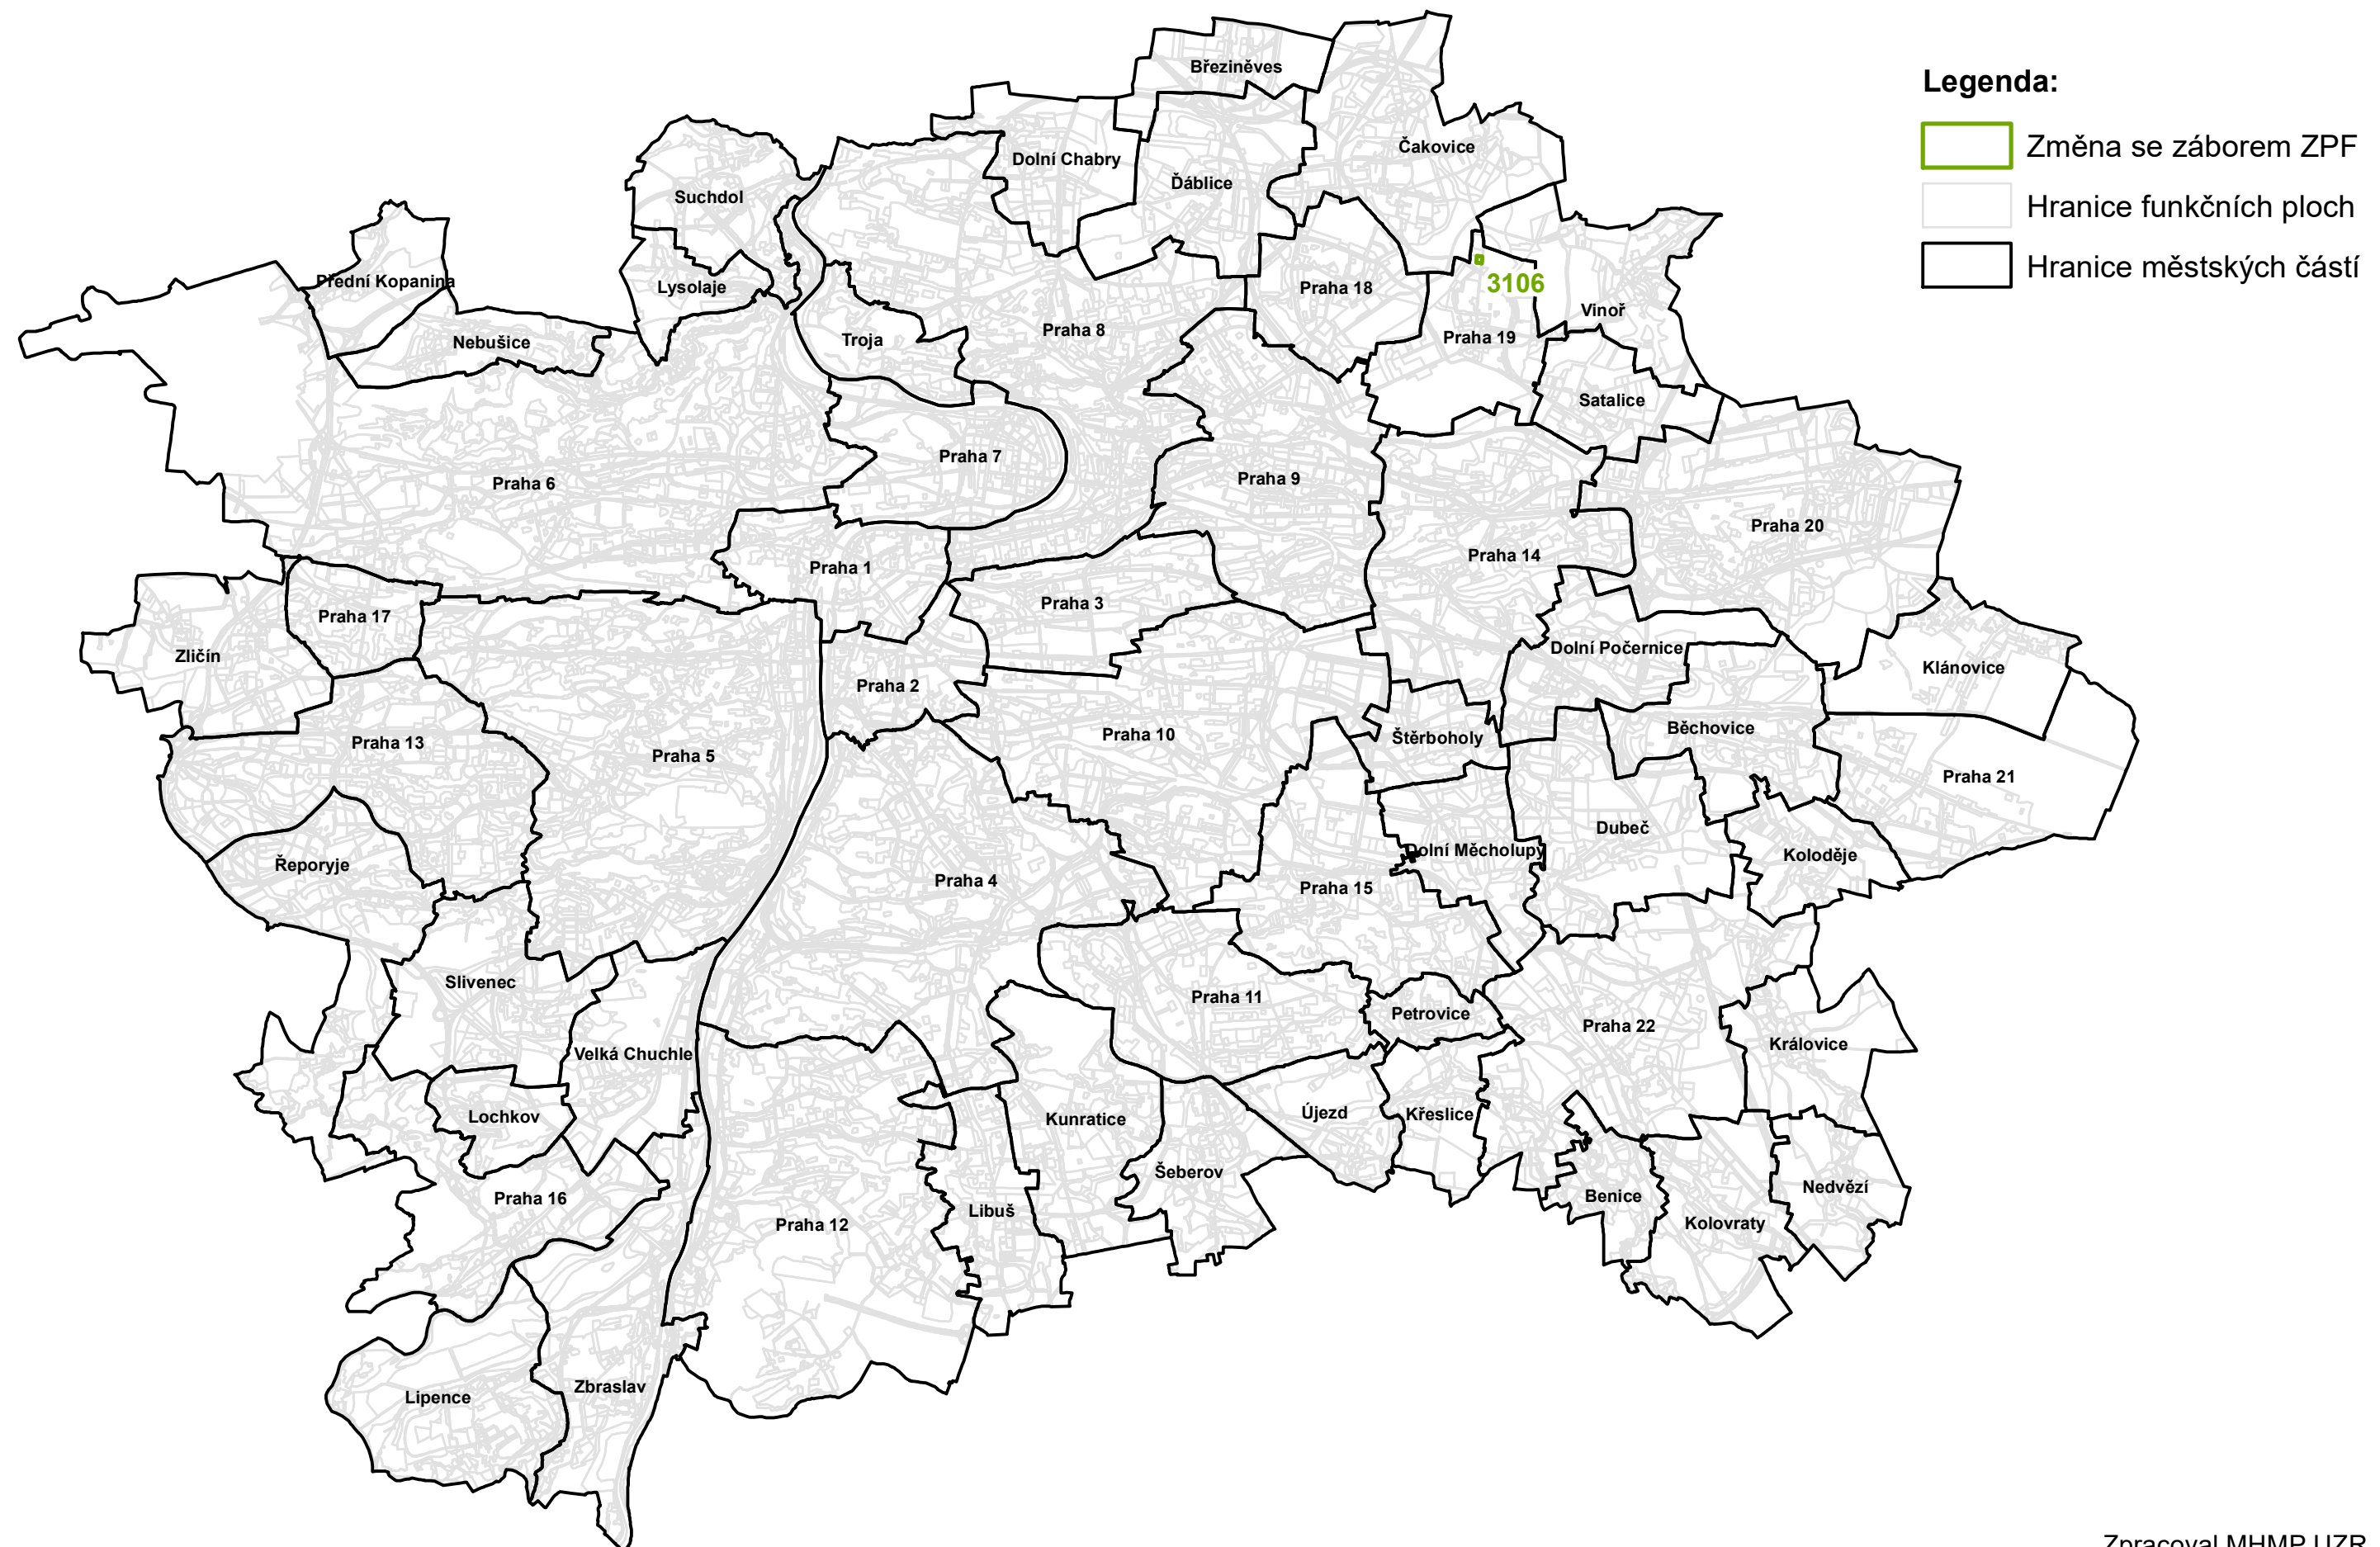 Legenda:
Změna se záborem ZPF
Hranice funkčních ploch
Hranice městských částí
Březiněves
Čakovice
Dolní Chabry
Ďáblice
Suchdol
Přední Kopanina
Lysolaje
Praha 18
3106
Vinoř
Nebušice
Troja
Praha 8
Praha 19
Satalice
Praha 7
Praha 6
Praha 9
Praha 20
Praha 14
Praha 1
Praha 3
Praha 17
Zličín
Dolní Počernice
Klánovice
Praha 2
Běchovice
Praha 10
Štěrboholy
Praha 13
Praha 5
Praha 21
Dubeč
Dolní Měcholupy
Koloděje
Řeporyje
Praha 4
Praha 15
Slivenec
Praha 11
Petrovice
Praha 22
Královice
Velká Chuchle
Lochkov
Kunratice
Újezd
Křeslice
Šeberov
Praha 16
Benice
Nedvězí
Libuš
Praha 12
Kolovraty
Zbraslav
Lipence
Zpracoval MHMP UZR